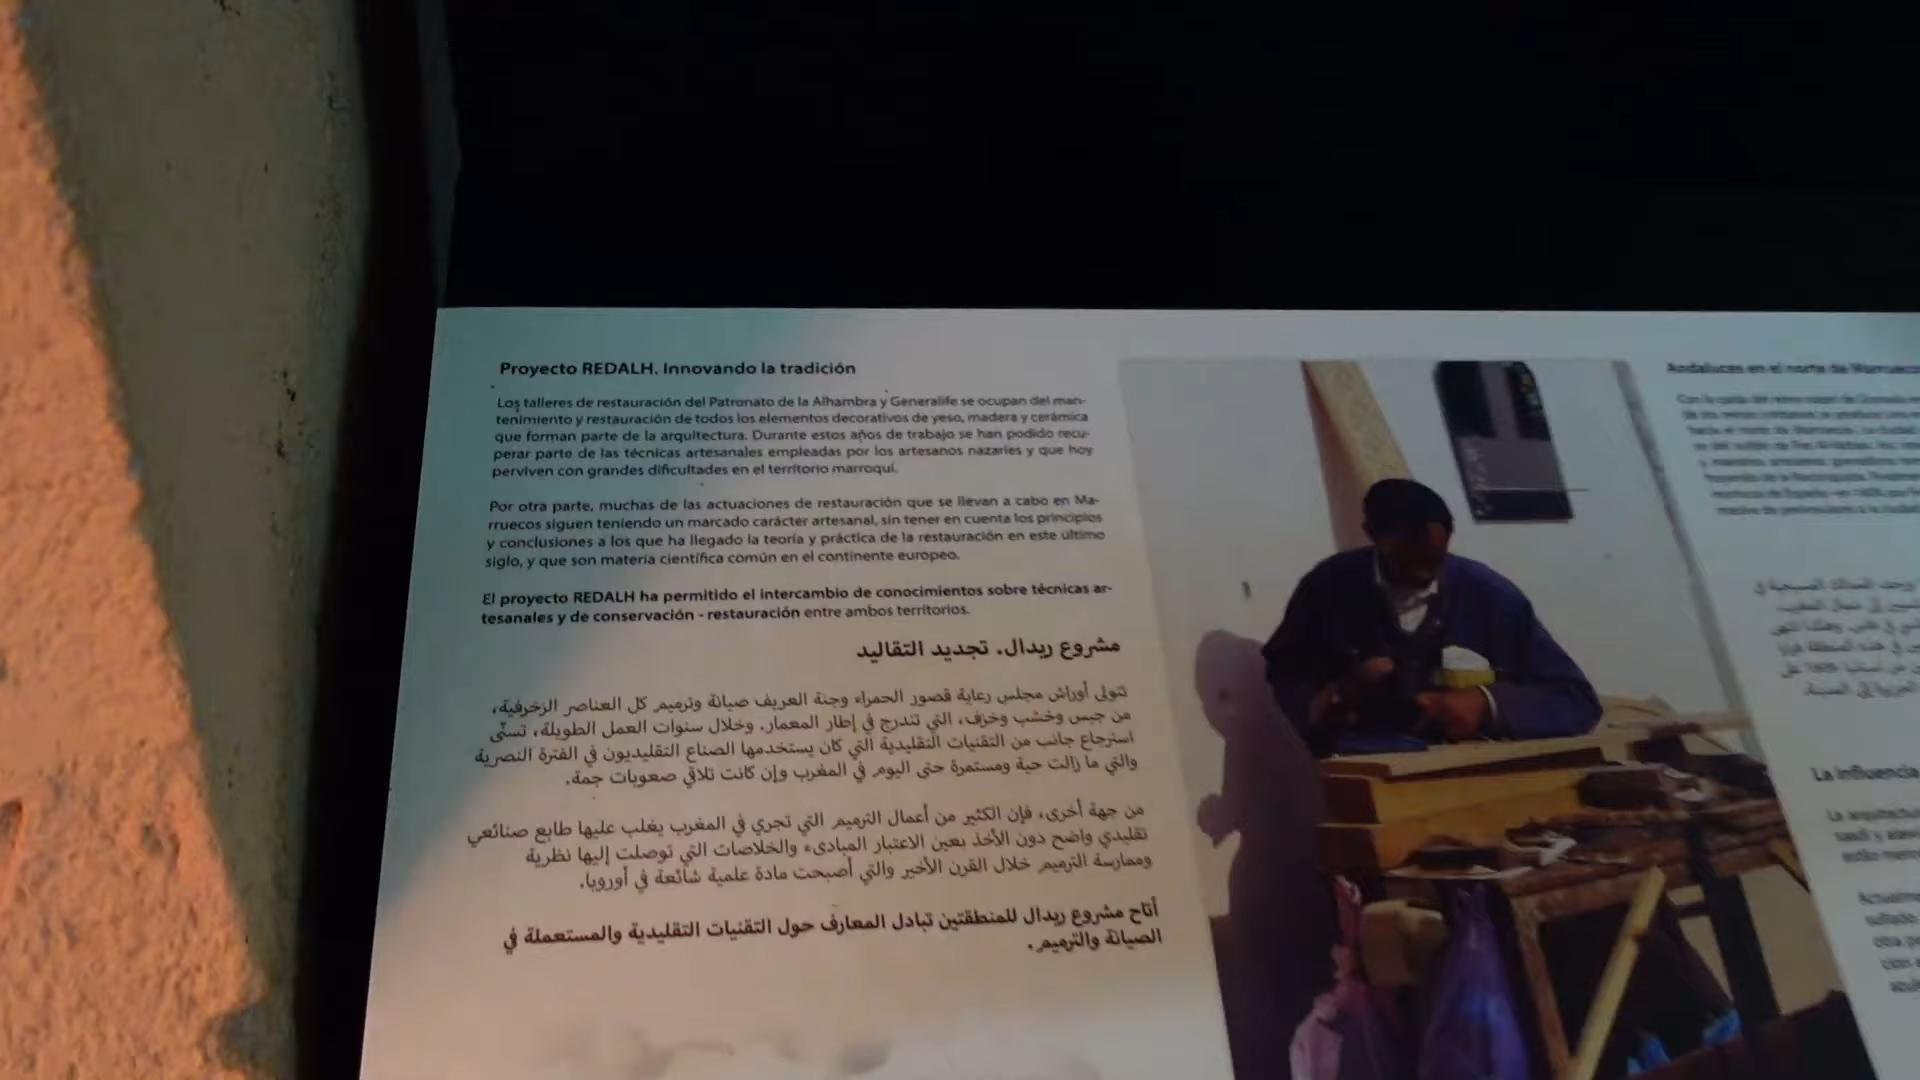 Proyecto REDALH. Innovando la tradición
Los talleres de restauración del Patronato de la Alhambra y Generalife se ocupan del man-
tenimiento y restauración de todos los elementos decorativos de yeso, madera y cerámica
que forman parte de la arquitectura. Durante estos años de trabajo se han podido recu-
perar parte de las técnicas artesanales empleadas por los artesanos nazaríes y que hoy
perviven con grandes dificultades en el territorio marroquí.
Por otra parte, muchas de las actuaciones de restauración que se llevan a cabo en Ma-
rruecos siguen teniendo un marcado carácter artesanal, sin tener en cuenta los principios
y conclusiones a los que ha llegado la teoría y práctica de la restauración en este último
siglo, y que son materia científica común en el continente europeo.
El proyecto REDALH ha permitido el intercambio de conocimientos sobre técnicas ar-
tesanales y de conservación - restauración entre ambos territorios.
مشروع ريدال. تجديد التقاليد
تتولى أوراش مجلس رعاية قصور الحمراء وجنة العريف صيانة وترميم كل العناصر الزخرفية،
من جبس وخشب وخزف، التي تندرج في إطار المعمار. وخلال سنوات العمل الطويلة، تسنّى
استرجاع جانب من التقنيات التقليدية التي كان يستخدمها الصناع التقليديون في الفترة النصرية
والتي ما زالت حية ومستمرة حتى اليوم في المغرب وإن كانت تلاقي صعوبات جمة.
من جهة أخرى، فإن الكثير من أعمال الترميم التي تجري في المغرب يغلب عليها طابع صنائعي
تقليدي واضح دون الأخذ بعين الاعتبار المبادىء والخلاصات التي توصلت إليها نظرية
وممارسة الترميم خلال القرن الأخير والتي أصبحت مادة علمية شائعة في أوروبا.
أتاح مشروع ريدال للمنطقتين تبادل المعارف حول التقنيات التقليدية والمستعملة في
الصيانة والترميم.
Andaluces en el norte de Marruecos
La influencia